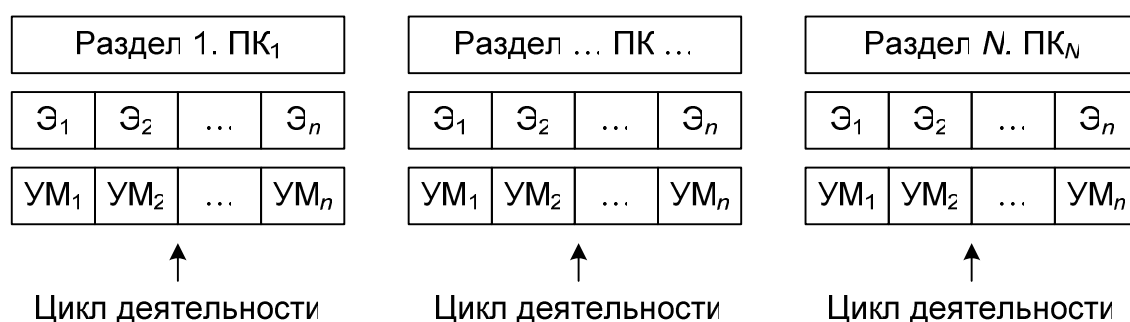 Раздел 1. ПК₁ Раздел … ПК … Раздел N. ПК_N
Э₁ Э₂ … Эₙ Э₁ Э₂ … Эₙ Э₁ Э₂ … Эₙ
УМ₁ УМ₂ … УМₙ УМ₁ УМ₂ … УМₙ УМ₁ УМ₂ … УМₙ
Цикл деятельности Цикл деятельности Цикл деятельности